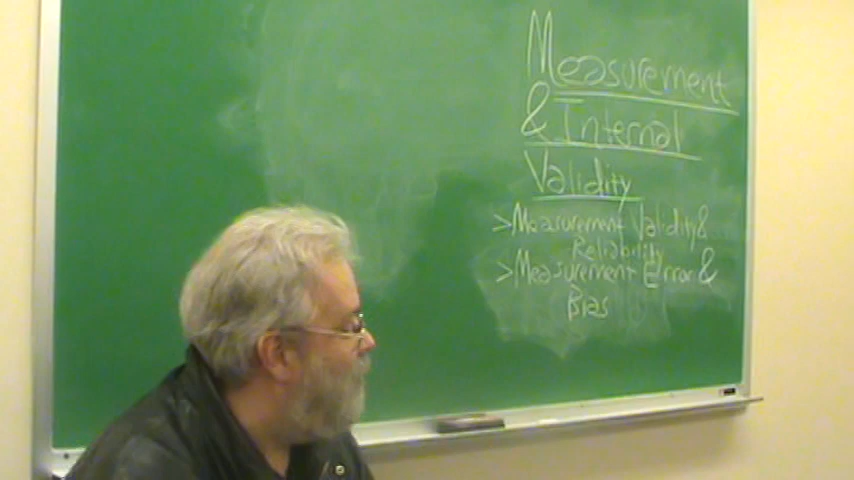 Measurement
& Internal
Validity
>Measurement Validity &
Reliability
>Measurement Error &
Bias